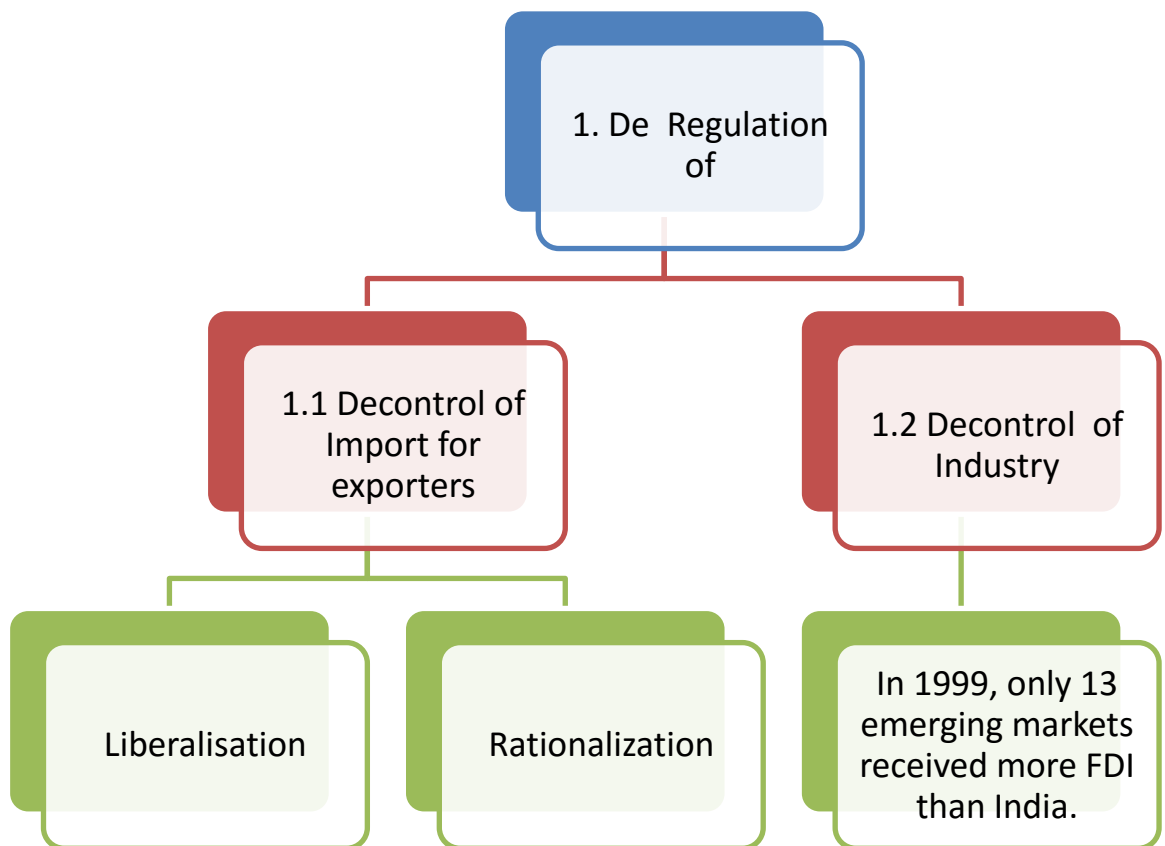 1. De  Regulation
of
1.1 Decontrol of
Import for
exporters
1.2 Decontrol  of
Industry
Liberalisation
Rationalization
In 1999, only 13
emerging markets
received more FDI
than India.